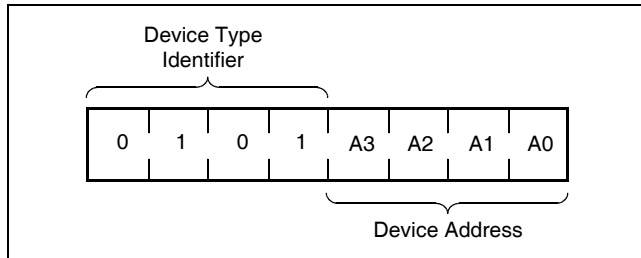 Device Type
Identifier
0 1 0 1 A3 A2 A1 A0
Device Address